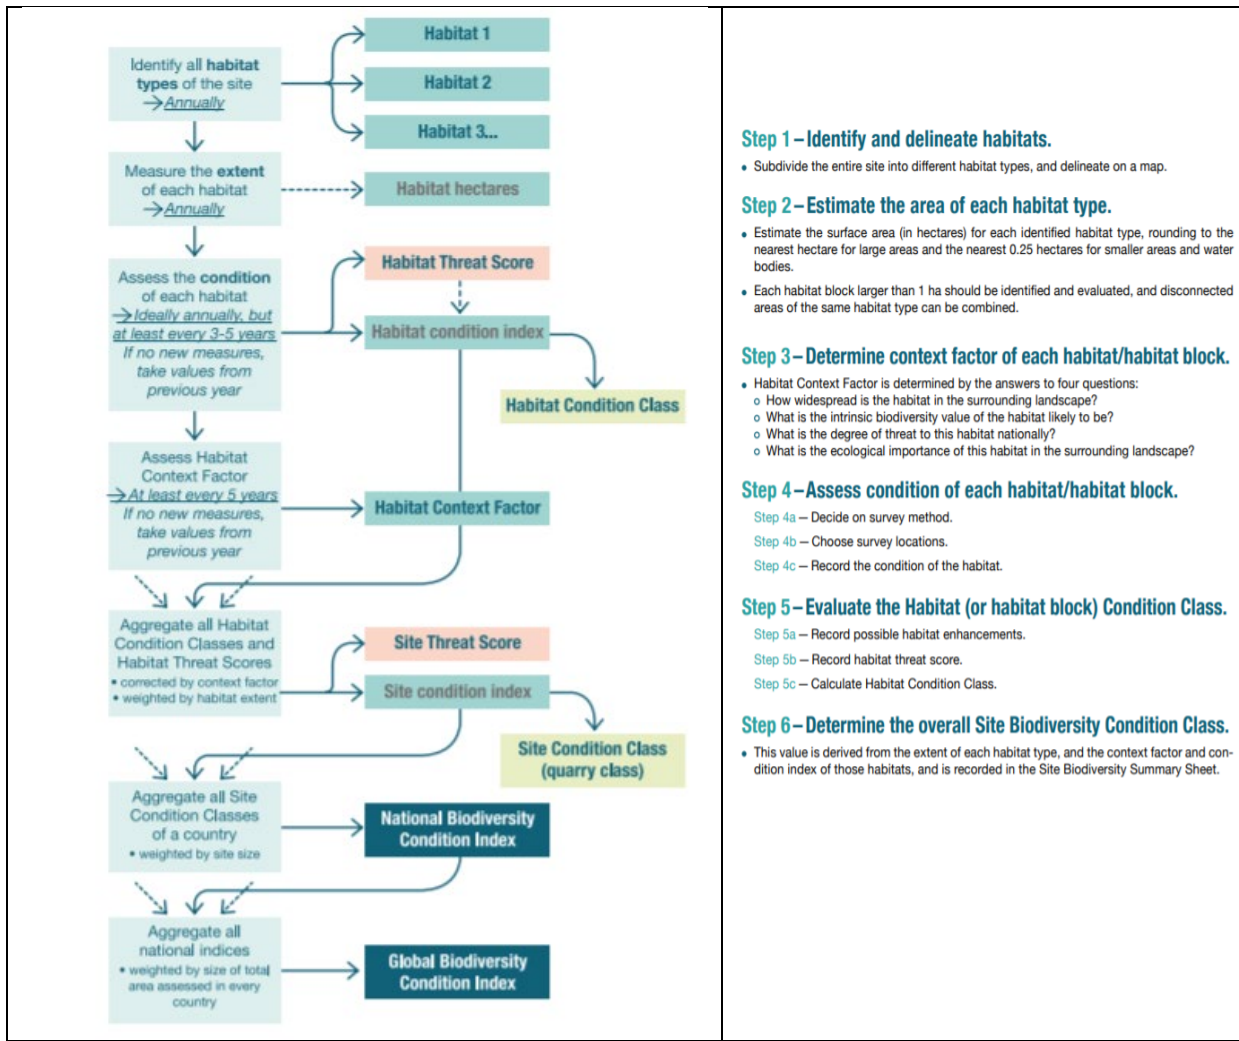 Identify all habitat
types of the site
→Annually
Habitat 1
Habitat 2
Habitat 3...
Measure the extent
of each habitat
→Annually
Habitat hectares
Assess the condition
of each habitat
→Ideally annually, but
at least every 3-5 years
If no new measures,
take values from
previous year
Habitat Threat Score
Habitat condition index
Habitat Condition Class
Assess Habitat
Context Factor
→At least every 5 years
If no new measures,
take values from
previous year
Habitat Context Factor
Aggregate all Habitat
Condition Classes and
Habitat Threat Scores
• corrected by context factor
• weighted by habitat extent
Site Threat Score
Site condition index
Site Condition Class
(quarry class)
Aggregate all Site
Condition Classes
of a country
• weighted by site size
National Biodiversity
Condition Index
Aggregate all
national indices
• weighted by size of total
area assessed in every
country
Global Biodiversity
Condition Index
Step 1 – Identify and delineate habitats.
• Subdivide the entire site into different habitat types, and delineate on a map.
Step 2 – Estimate the area of each habitat type.
• Estimate the surface area (in hectares) for each identified habitat type, rounding to the
nearest hectare for large areas and the nearest 0.25 hectares for smaller areas and water
bodies.
• Each habitat block larger than 1 ha should be identified and evaluated, and disconnected
areas of the same habitat type can be combined.
Step 3 – Determine context factor of each habitat/habitat block.
• Habitat Context Factor is determined by the answers to four questions:
o How widespread is the habitat in the surrounding landscape?
o What is the intrinsic biodiversity value of the habitat likely to be?
o What is the degree of threat to this habitat nationally?
o What is the ecological importance of this habitat in the surrounding landscape?
Step 4 – Assess condition of each habitat/habitat block.
Step 4a — Decide on survey method.
Step 4b — Choose survey locations.
Step 4c — Record the condition of the habitat.
Step 5 – Evaluate the Habitat (or habitat block) Condition Class.
Step 5a — Record possible habitat enhancements.
Step 5b — Record habitat threat score.
Step 5c — Calculate Habitat Condition Class.
Step 6 – Determine the overall Site Biodiversity Condition Class.
• This value is derived from the extent of each habitat type, and the context factor and con-
dition index of those habitats, and is recorded in the Site Biodiversity Summary Sheet.